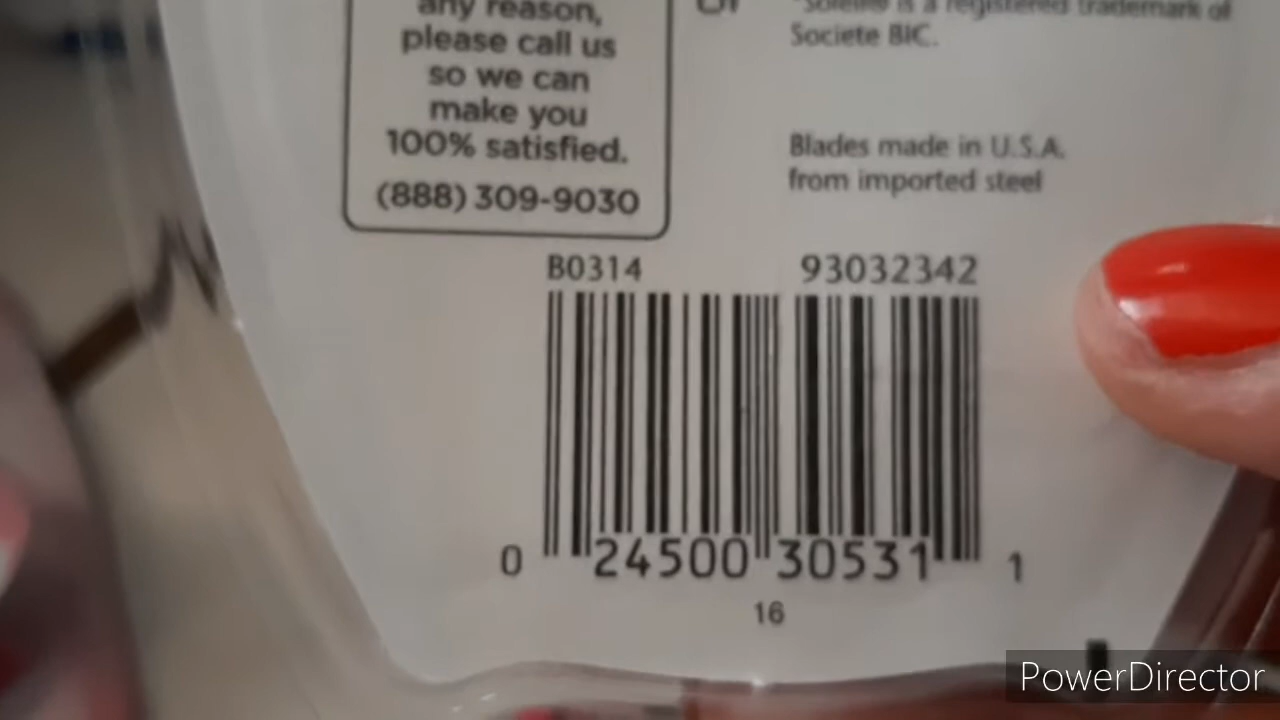 any reason,
please call us
so we can
make you
100% satisfied.
(888) 309-9030
is a registered trademark of
Societe BIC.
Blades made in U.S.A.
from imported steel
B0314 93032342
0 24500 30531 1
16
PowerDirector